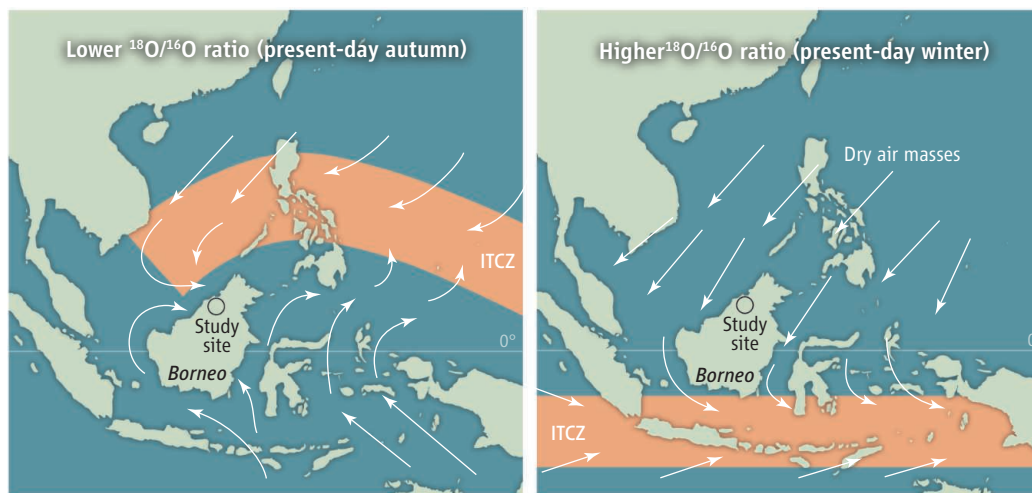 Lower ¹⁸O/¹⁶O ratio (present-day autumn)
ITCZ
0°
Study
site
Borneo
Higher¹⁸O/¹⁶O ratio (present-day winter)
Dry air masses
0
Study
site
Borneo
ITCZ